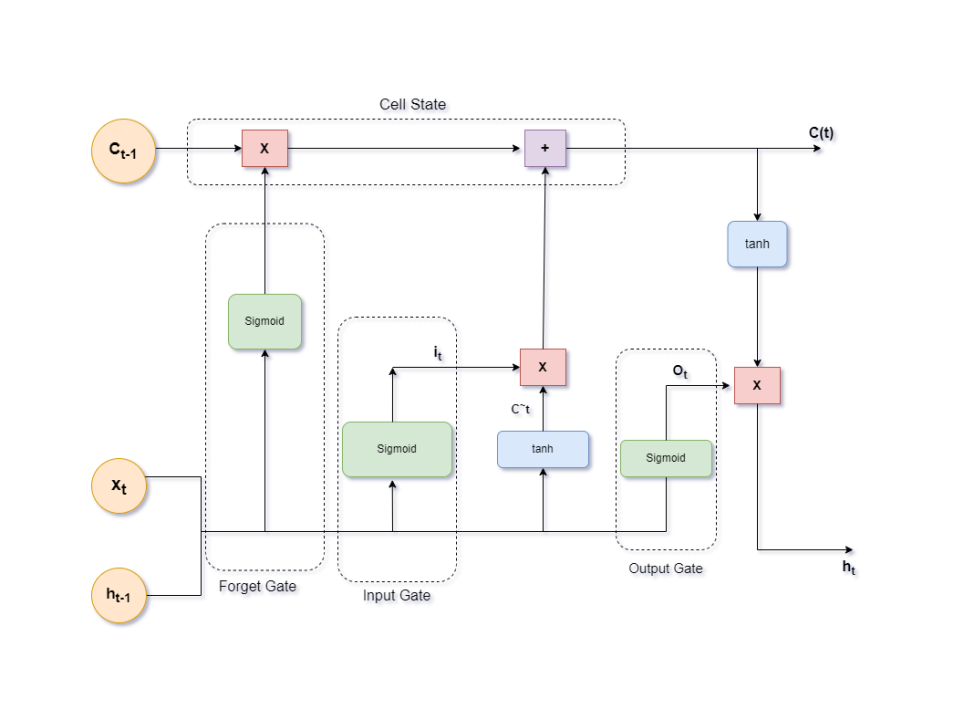 Cell State
Ct-1
X
+
C(t)
tanh
Sigmoid
it
X
Ot
X
C~t
Sigmoid
tanh
Sigmoid
xt
ht-1
Forget Gate
Input Gate
Output Gate
ht